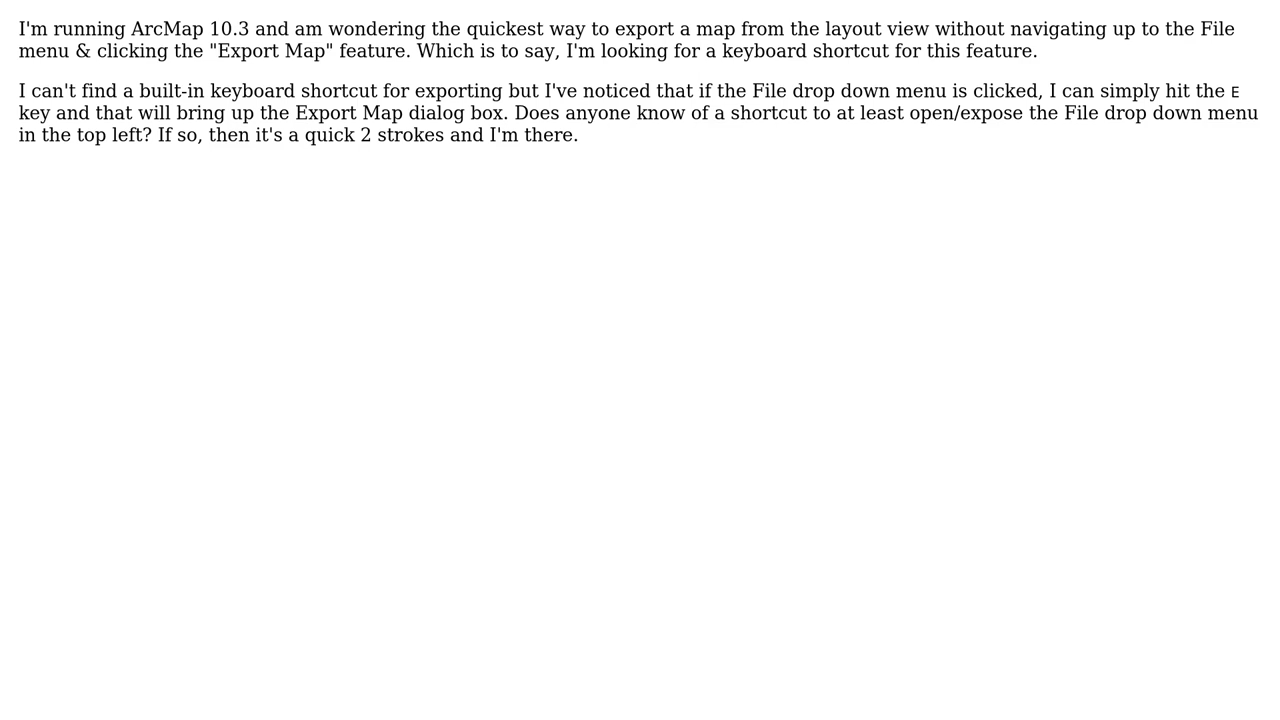 I'm running ArcMap 10.3 and am wondering the quickest way to export a map from the layout view without navigating up to the File
menu & clicking the "Export Map" feature. Which is to say, I'm looking for a keyboard shortcut for this feature.
I can't find a built-in keyboard shortcut for exporting but I've noticed that if the File drop down menu is clicked, I can simply hit the E
key and that will bring up the Export Map dialog box. Does anyone know of a shortcut to at least open/expose the File drop down menu
in the top left? If so, then it's a quick 2 strokes and I'm there.